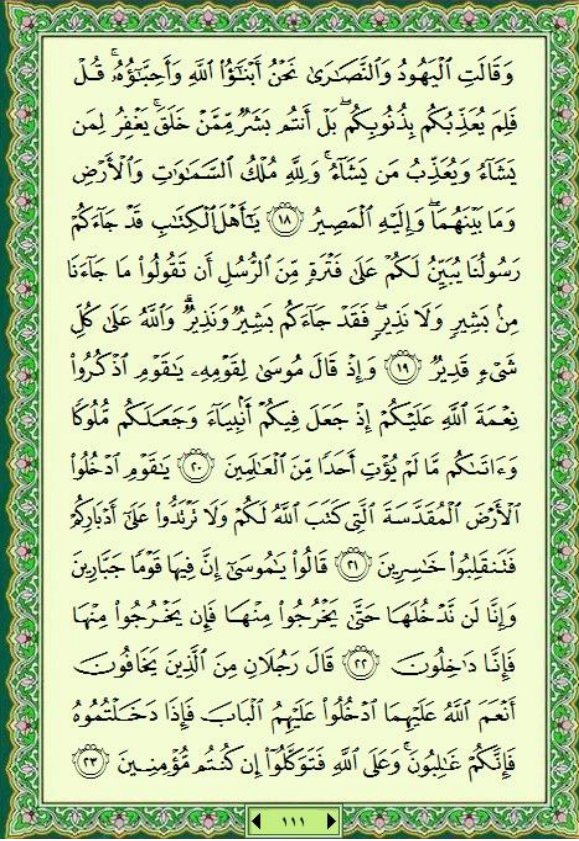 وَقَالَتِ ٱلْيَهُودُ وَٱلنَّصَٰرَىٰ نَحْنُ أَبْنَٰٓؤُا۟ ٱللَّهِ وَأَحِبَّٰٓؤُهُۥ ۚ قُلْ
فَلِمَ يُعَذِّبُكُم بِذُنُوبِكُم ۖ بَلْ أَنتُم بَشَرٌ مِّمَّنْ خَلَقَ ۚ يَغْفِرُ لِمَن
يَشَآءُ وَيُعَذِّبُ مَن يَشَآءُ ۚ وَلِلَّهِ مُلْكُ ٱلسَّمَٰوَٰتِ وَٱلْأَرْضِ
وَمَا بَيْنَهُمَا ۖ وَإِلَيْهِ ٱلْمَصِيرُ ١٨ يَٰٓأَهْلَ ٱلْكِتَٰبِ قَدْ جَآءَكُمْ
رَسُولُنَا يُبَيِّنُ لَكُمْ عَلَىٰ فَتْرَةٍ مِّنَ ٱلرُّسُلِ أَن تَقُولُوا۟ مَا جَآءَنَا
مِنۢ بَشِيرٍ وَلَا نَذِيرٍ ۖ فَقَدْ جَآءَكُم بَشِيرٌ وَنَذِيرٌ ۗ وَٱللَّهُ عَلَىٰ كُلِّ
شَىْءٍ قَدِيرٌ ١٩ وَإِذْ قَالَ مُوسَىٰ لِقَوْمِهِۦ يَٰقَوْمِ ٱذْكُرُوا۟
نِعْمَةَ ٱللَّهِ عَلَيْكُمْ إِذْ جَعَلَ فِيكُمْ أَنۢبِيَآءَ وَجَعَلَكُم مُّلُوكًا
وَءَاتَىٰكُم مَّا لَمْ يُؤْتِ أَحَدًا مِّنَ ٱلْعَٰلَمِينَ ٢٠ يَٰقَوْمِ ٱدْخُلُوا۟
ٱلْأَرْضَ ٱلْمُقَدَّسَةَ ٱلَّتِى كَتَبَ ٱللَّهُ لَكُمْ وَلَا تَرْتَدُّوا۟ عَلَىٰٓ أَدْبَارِكُمْ
فَتَنقَلِبُوا۟ خَٰسِرِينَ ٢١ قَالُوا۟ يَٰمُوسَىٰٓ إِنَّ فِيهَا قَوْمًا جَبَّارِينَ
وَإِنَّا لَن نَّدْخُلَهَا حَتَّىٰ يَخْرُجُوا۟ مِنْهَا فَإِن يَخْرُجُوا۟ مِنْهَا
فَإِنَّا دَٰخِلُونَ ٢٢ قَالَ رَجُلَانِ مِنَ ٱلَّذِينَ يَخَافُونَ
أَنْعَمَ ٱللَّهُ عَلَيْهِمَا ٱدْخُلُوا۟ عَلَيْهِمُ ٱلْبَابَ فَإِذَا دَخَلْتُمُوهُ
فَإِنَّكُمْ غَٰلِبُونَ ۚ وَعَلَى ٱللَّهِ فَتَوَكَّلُوٓا۟ إِن كُنتُم مُّؤْمِنِينَ ٢٣
١١١